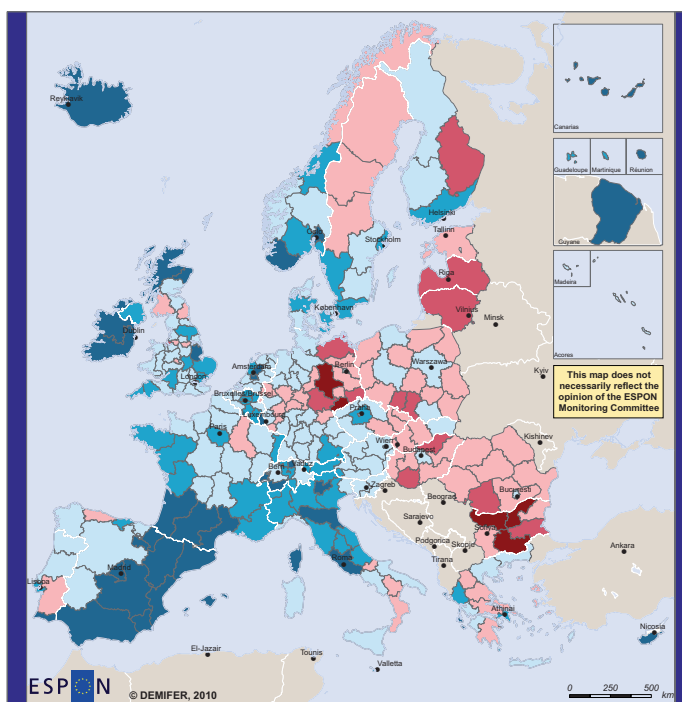 Reykjavik
Canarias
Guadeloupe
Martinique
Réunion
Guyane
Madeira
Acores
This map does not
necessarily reflect the
opinion of the ESPON
Monitoring Committee
Oslo
Helsinki
Tallinn
Stockholm
Riga
København
Vilnius
Minsk
Dublin
Amsterdam
Berlin
Warszawa
London
Kyiv
Bruxelles/Brussel
Praha
Luxembourg
Paris
Kishinev
Wien
Budapest
Bern
Vaduz
Zagreb
Bucuresti
Beograd
Sarajevo
Sofiya
Podgorica
Skopje
Ankara
Roma
Tirana
Madrid
Lisboa
Athinai
Nicosia
El-Jazair
Tounis
Valletta
ESPON
© DEMIFER, 2010
0 250 500
km